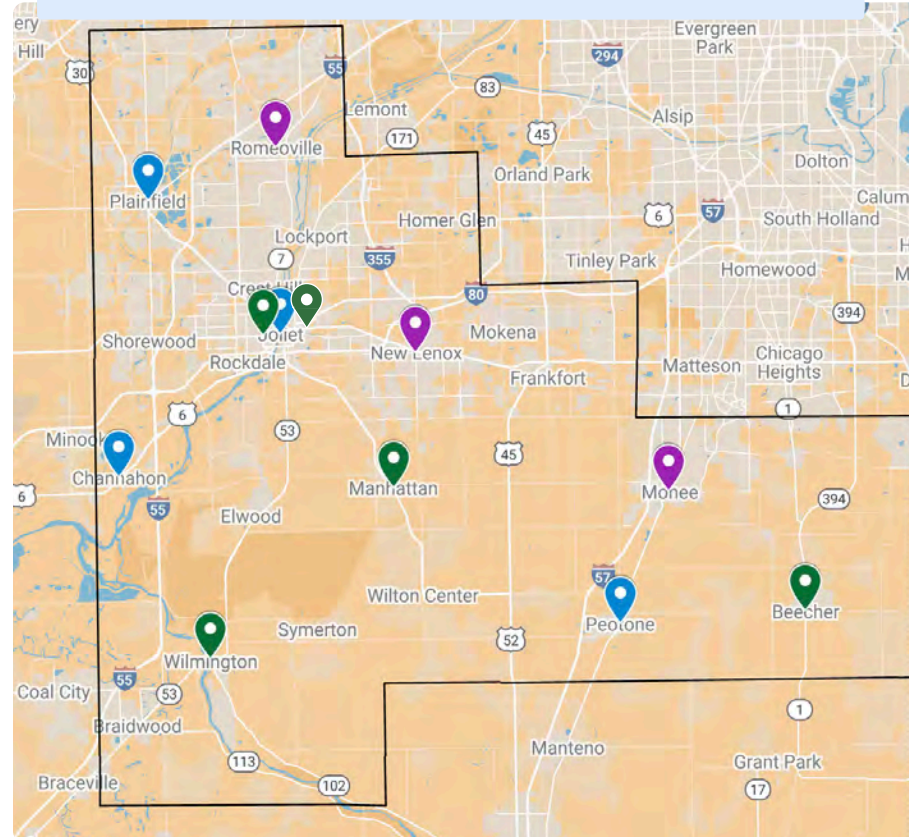 ery
Hill
Evergreen
Park
30
55
294
83
Lemont
Alsip
171
45
Romeoville
Dolton
Orland Park
Plainfield
Calum
6
57
South Holland
Homer Glen
Lockport
7
355
Tinley Park
Homewood
H
M
Crest Hill
80
394
Joliet
Mokena
Shorewood
New Lenox
Rockdale
Matteson
Chicago
Heights
Frankfort
D
6
1
53
Minook
45
Channahon
Manhattan
Monee
6
394
55
Elwood
57
Wilton Center
Beecher
Peotone
Symerton
52
Wilmington
55
53
Coal City
1
Braidwood
Manteno
113
Grant Park
Braceville
102
17